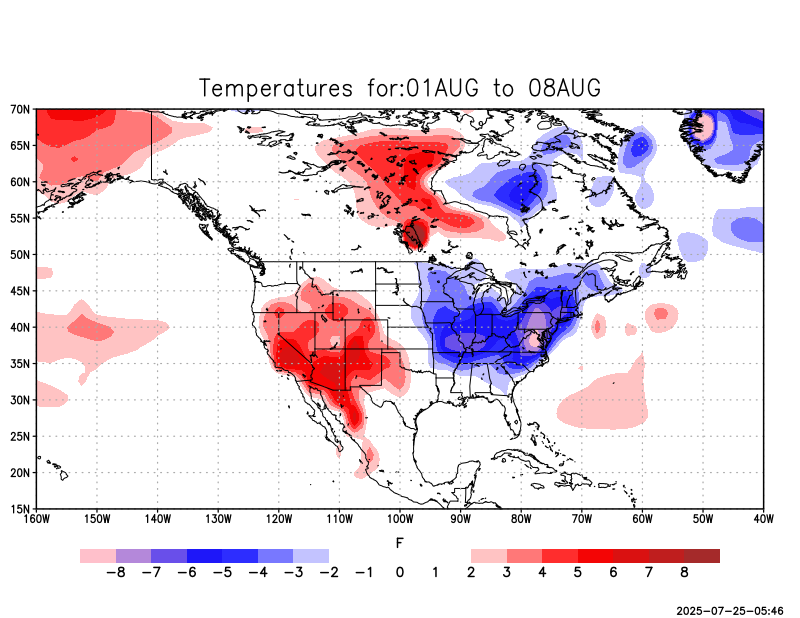 Temperatures for:01AUG to 08AUG
70N
65N
60N
55N
50N
45N
40N
35N
30N
25N
20N
15N
160W 150W 140W 130W 120W 110W 100W 90W 80W 70W 60W 50W 40W
F
−8 −7 −6 −5 −4 −3 −2 −1 0 1 2 3 4 5 6 7 8
2025-07-25-05:46